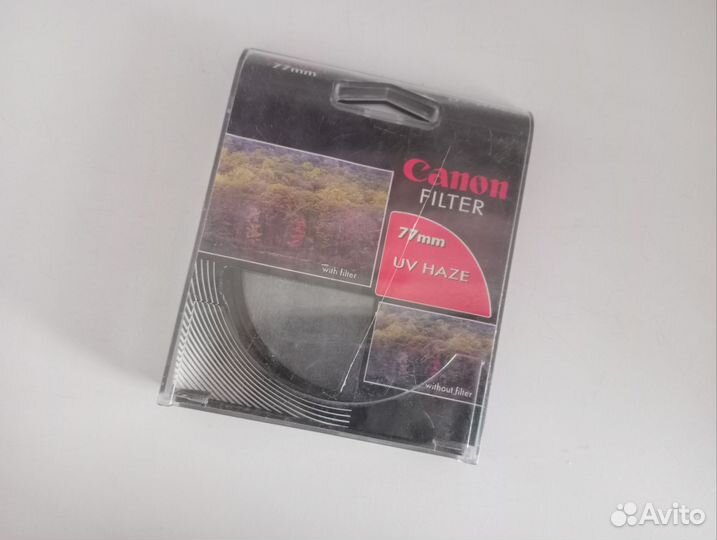 77mm
Canon
FILTER
77mm
UV HAZE
with filter
without filter
Avito